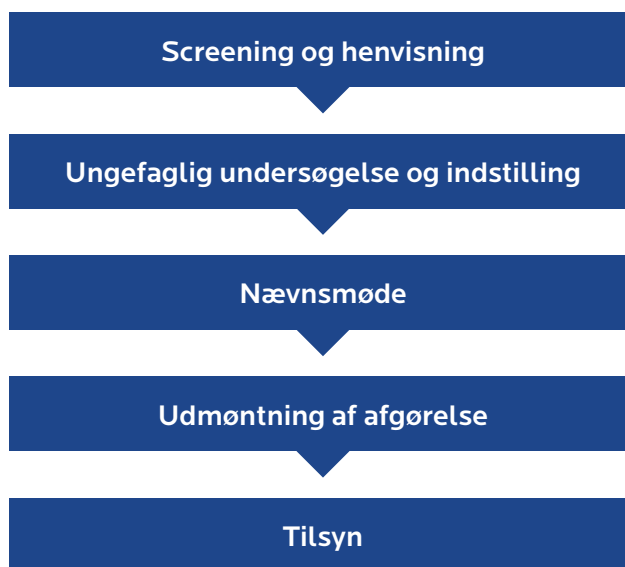 Screening og henvisning
Ungefaglig undersøgelse og indstilling
Nævnsmøde
Udmøntning af afgørelse
Tilsyn